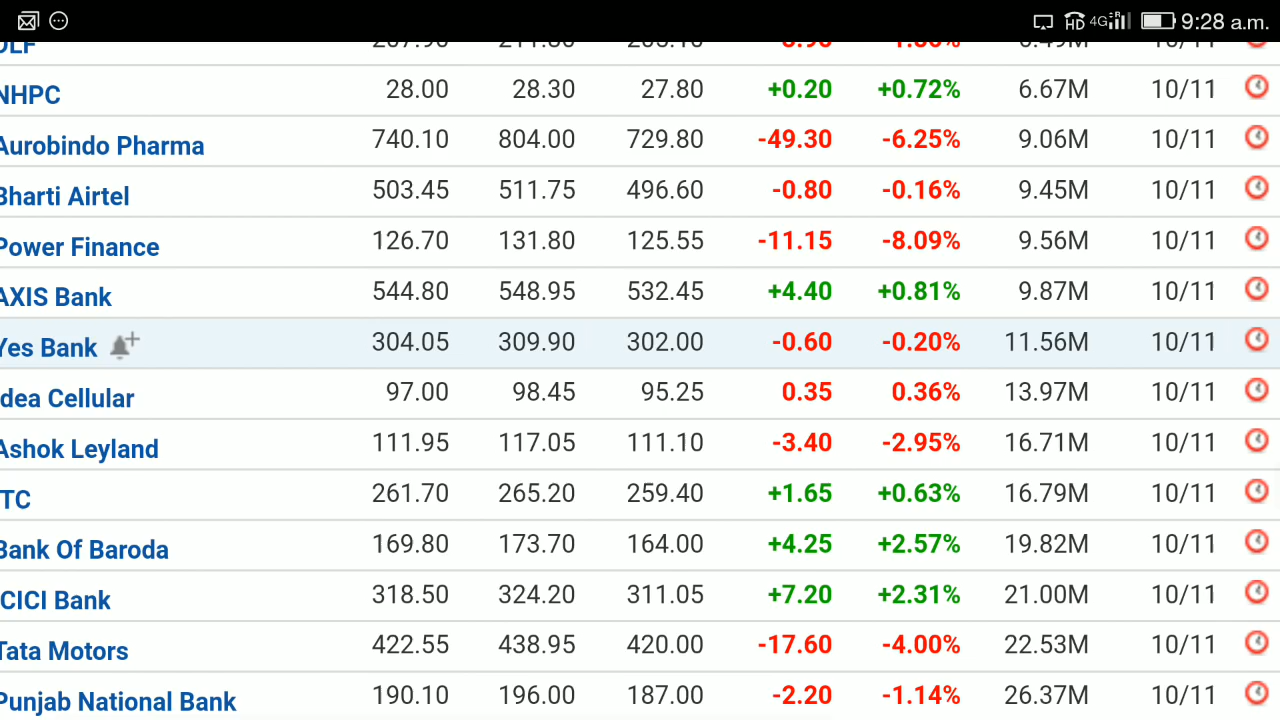 HD 4G R 9:28 a.m.
DLF
NHPC 28.00 28.30 27.80 +0.20 +0.72% 6.67M 10/11
Aurobindo Pharma 740.10 804.00 729.80 -49.30 -6.25% 9.06M 10/11
Bharti Airtel 503.45 511.75 496.60 -0.80 -0.16% 9.45M 10/11
Power Finance 126.70 131.80 125.55 -11.15 -8.09% 9.56M 10/11
AXIS Bank 544.80 548.95 532.45 +4.40 +0.81% 9.87M 10/11
Yes Bank 304.05 309.90 302.00 -0.60 -0.20% 11.56M 10/11
dea Cellular 97.00 98.45 95.25 0.35 0.36% 13.97M 10/11
Ashok Leyland 111.95 117.05 111.10 -3.40 -2.95% 16.71M 10/11
TC 261.70 265.20 259.40 +1.65 +0.63% 16.79M 10/11
Bank Of Baroda 169.80 173.70 164.00 +4.25 +2.57% 19.82M 10/11
CICI Bank 318.50 324.20 311.05 +7.20 +2.31% 21.00M 10/11
Tata Motors 422.55 438.95 420.00 -17.60 -4.00% 22.53M 10/11
Punjab National Bank 190.10 196.00 187.00 -2.20 -1.14% 26.37M 10/11